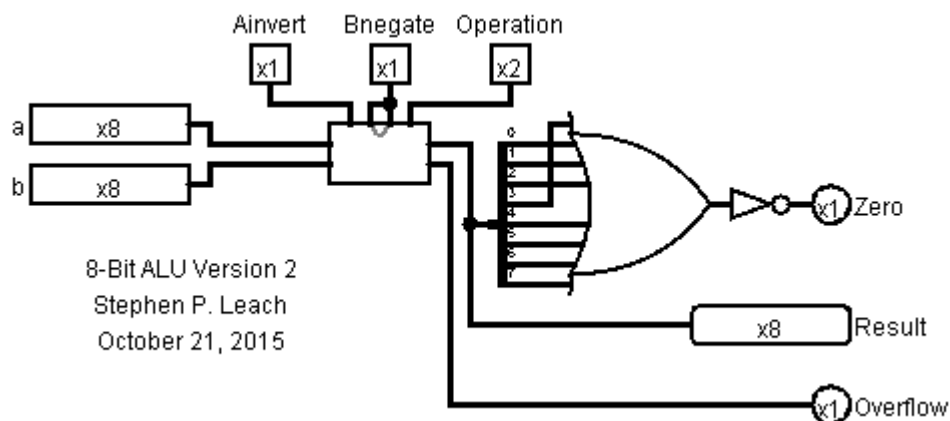 Ainvert Bnegate Operation
x1 x1 x2
a x8
b x8
0
1
2
3
4
5
6
7
x1 Zero
8-Bit ALU Version 2
Stephen P. Leach
October 21, 2015
x8 Result
x1 Overflow